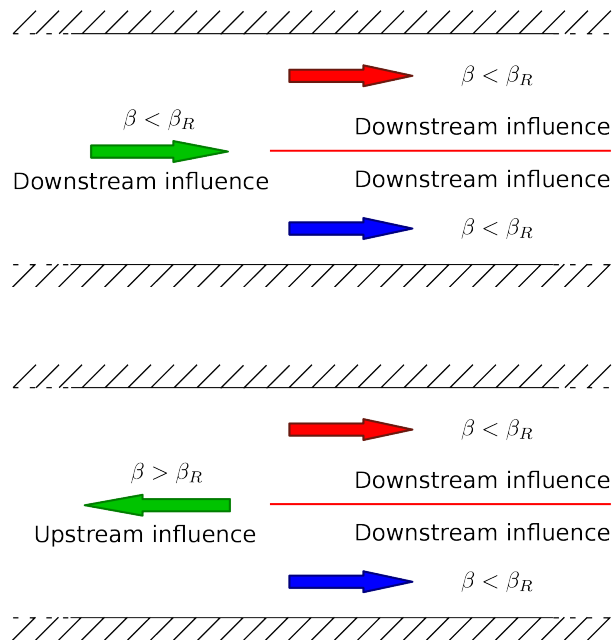 β < β_R
β < β_R
Downstream influence
Downstream influence
Downstream influence
β < β_R
β < β_R
β > β_R
Downstream influence
Upstream influence
Downstream influence
β < β_R